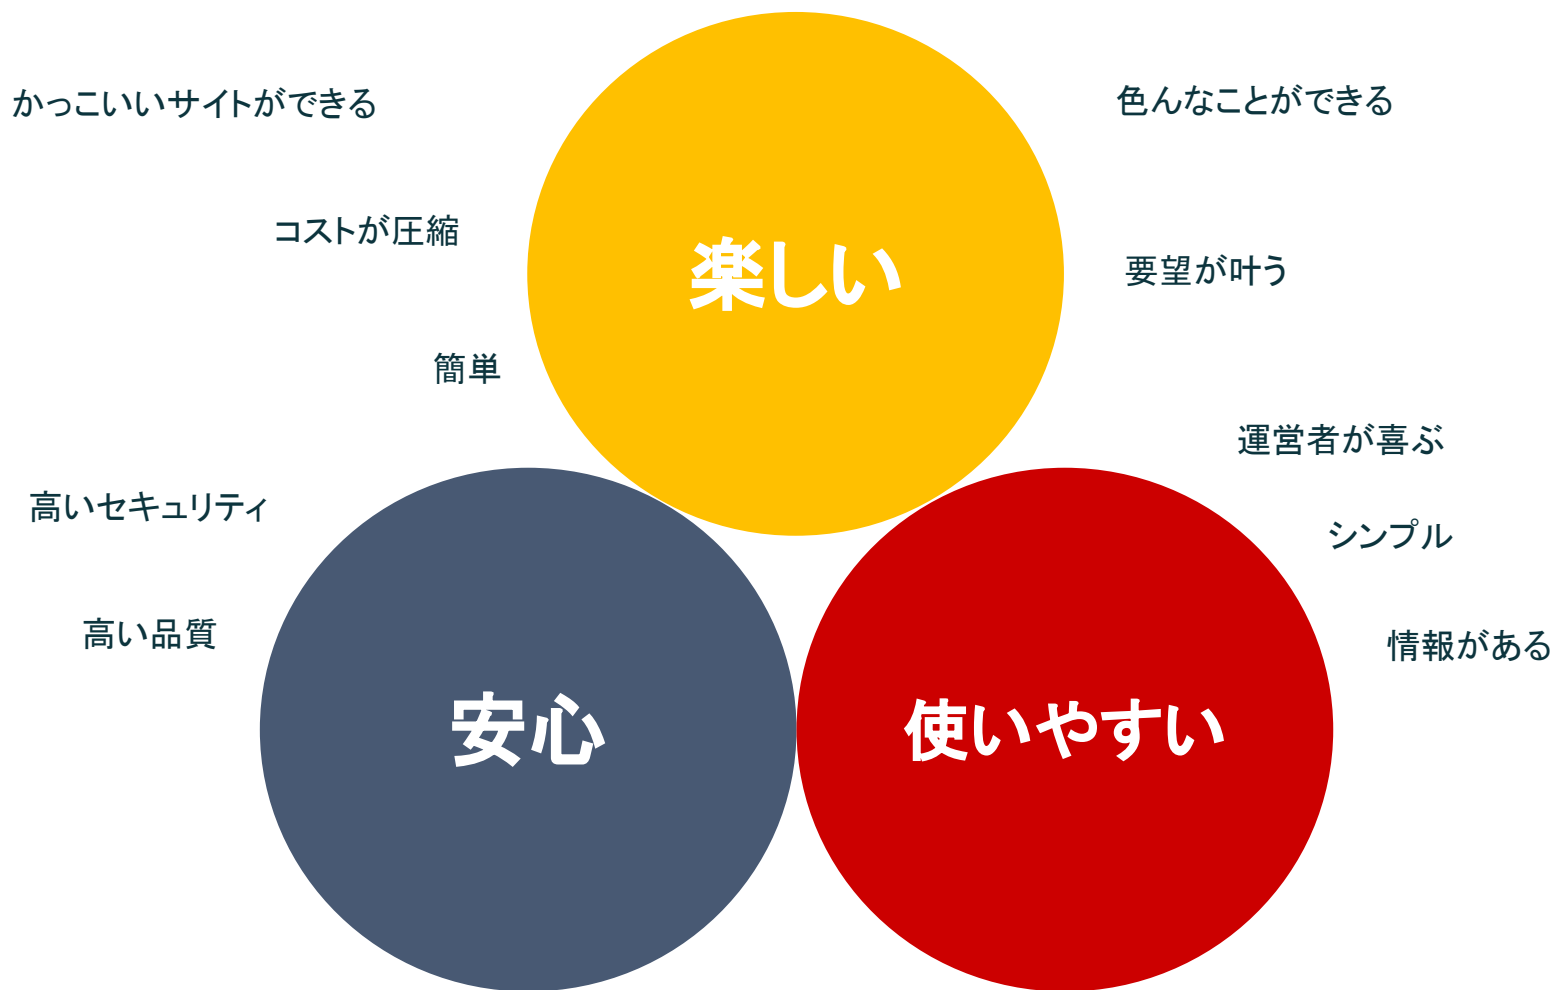 かっこいいサイトができる
色んなことができる
コストが圧縮
楽しい
要望が叶う
簡単
運営者が喜ぶ
高いセキュリティ
シンプル
高い品質
情報がある
安心
使いやすい